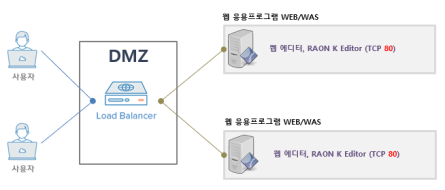 웹 응용프로그램 WEB/WAS
웹 에디터, RAON K Editor (TCP 80)
사용자
DMZ
Load Balancer
웹 응용프로그램 WEB/WAS
웹 에디터, RAON K Editor (TCP 80)
사용자